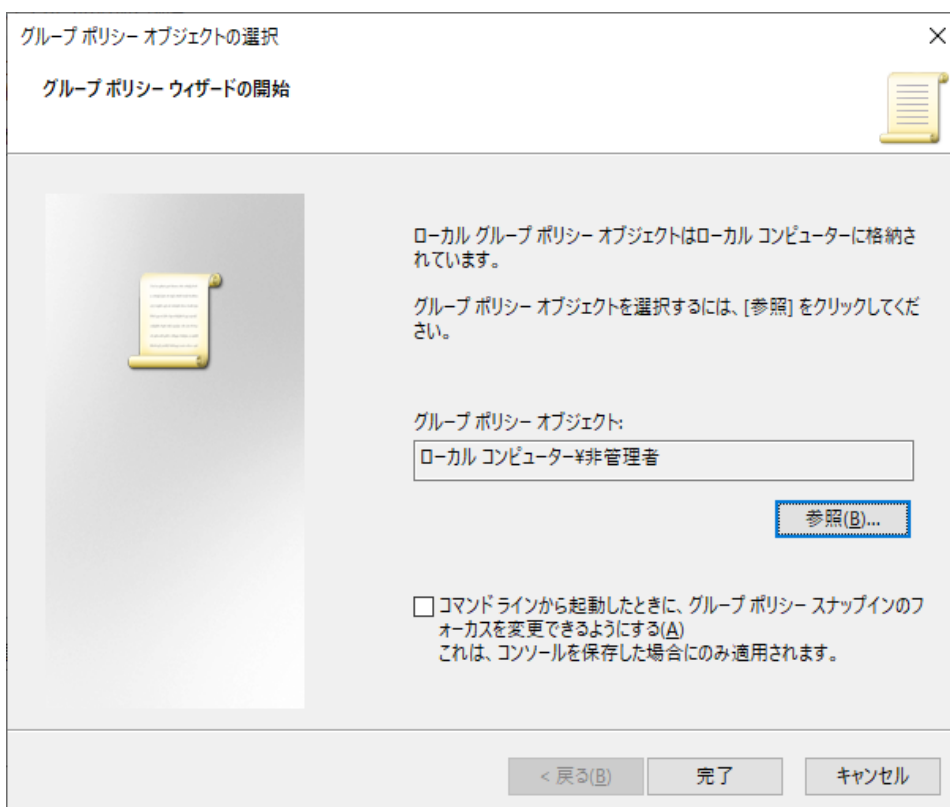 グループ ポリシー オブジェクトの選択
グループ ポリシー ウィザードの開始
ローカル グループ ポリシー オブジェクトはローカル コンピューターに格納さ
れています。
グループ ポリシー オブジェクトを選択するには、[参照] をクリックしてくだ
さい。
グループ ポリシー オブジェクト:
ローカル コンピューター¥非管理者
参照(B)...
コマンド ラインから起動したときに、グループ ポリシー スナップインのフ
ォーカスを変更できるようにする(A)
これは、コンソールを保存した場合にのみ適用されます。
< 戻る(B)
完了
キャンセル